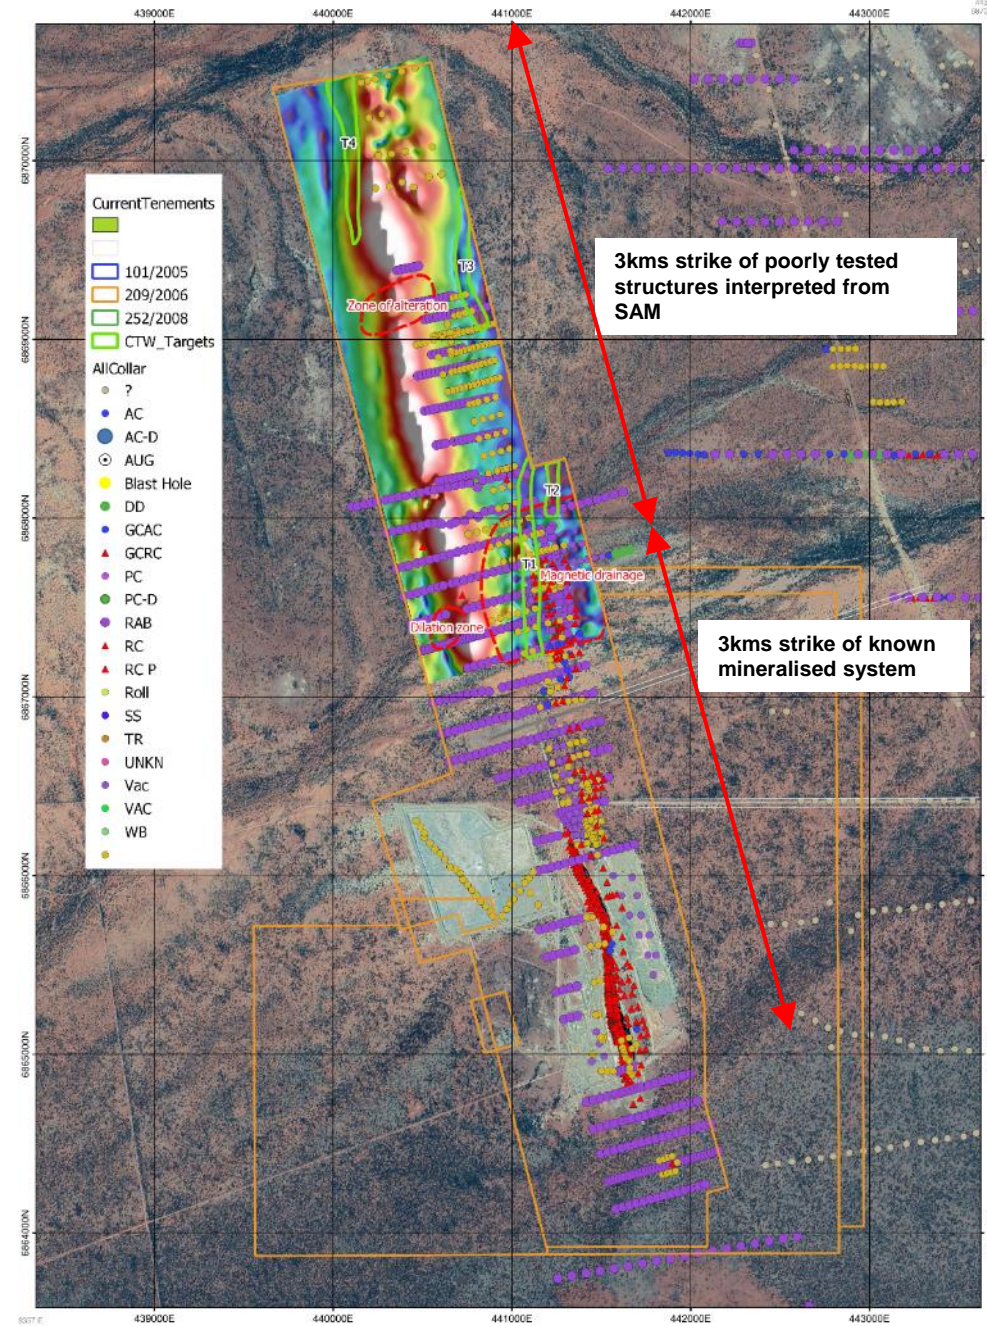 439000E
440000E
441000E
442000E
443000E
6870000N
T4
CurrentTenements
101/2005
209/2006
252/2008
CTW_Targets
AllCollar
?
AC
AC-D
AUG
Blast Hole
DD
GCAC
GCRC
PC
PC-D
RAB
RC
RC P
Roll
SS
TR
UNKN
Vac
VAC
WB
T3
3kms strike of poorly tested
structures interpreted from
SAM
Zone of alteration
6869000N
T2
6868000N
T1
Magnetic drainage
Dilation zone
3kms strike of known
mineralised system
6867000N
6866000N
6865000N
6864000N
439000E
440000E
441000E
442000E
443000E